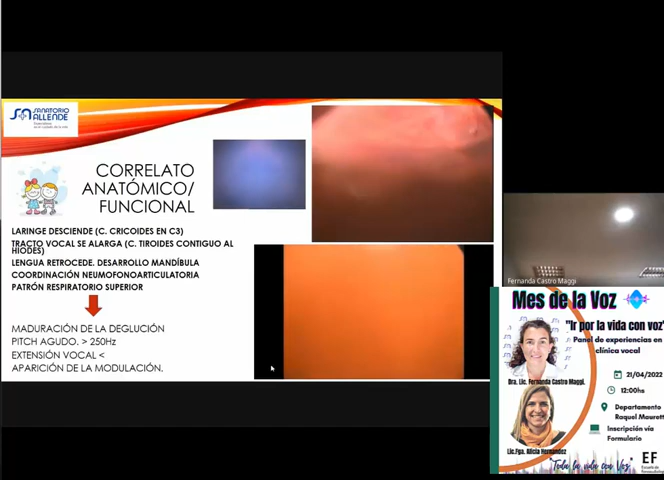 SANATORIO
ALLENDE
CORRELATO
ANATÓMICO/
FUNCIONAL
LARINGE DESCIENDE (C. CRICOIDES EN C3)
TRACTO VOCAL SE ALARGA (C. TIROIDES CONTIGUO AL
HIODES)
LENGUA RETROCEDE. DESARROLLO MANDÍBULA
COORDINACIÓN NEUMOFONOARTICULATORIA
PATRÓN RESPIRATORIO SUPERIOR
MADURACIÓN DE LA DEGLUCIÓN
PITCH AGUDO. > 250Hz
EXTENSIÓN VOCAL <
APARICIÓN DE LA MODULACIÓN.
Fernanda Castro Maggi
Mes de la Voz
"Ir por la vida con voz"
Panel de experiencias en
clínica vocal
Dra. Lic. Fernanda Castro Maggi.
21/04/2022
12:00hs
Departamento
Raquel Maurett
Inscripción vía
Formulario
Lic.Fga. Alicia Hernández
"Toda la vida con Voz"
EF